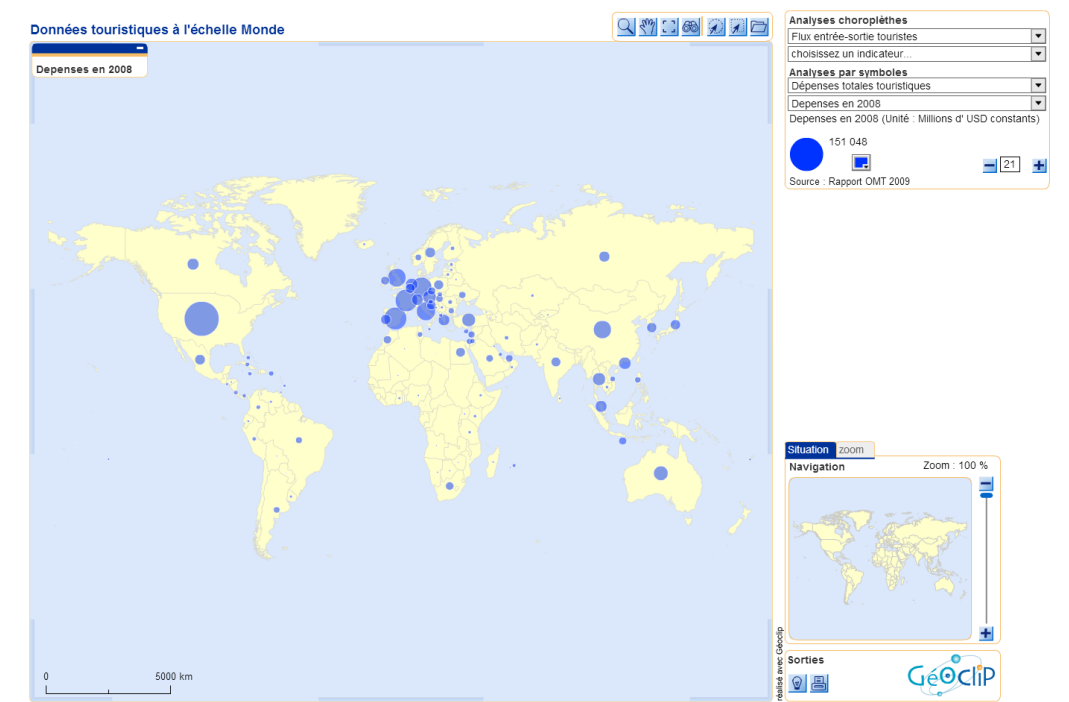 Données touristiques à l'échelle Monde
Depenses en 2008
Analyses choroplèthes
Flux entrée-sortie touristes
choisissez un indicateur...
Analyses par symboles
Dépenses totales touristiques
Depenses en 2008
Depenses en 2008 (Unité : Millions d' USD constants)
151 048
21
Source : Rapport OMT 2009
Situation zoom
Navigation Zoom : 100 %
réalisé avec Géoclip
Sorties
GéOcliP
0 5000 km